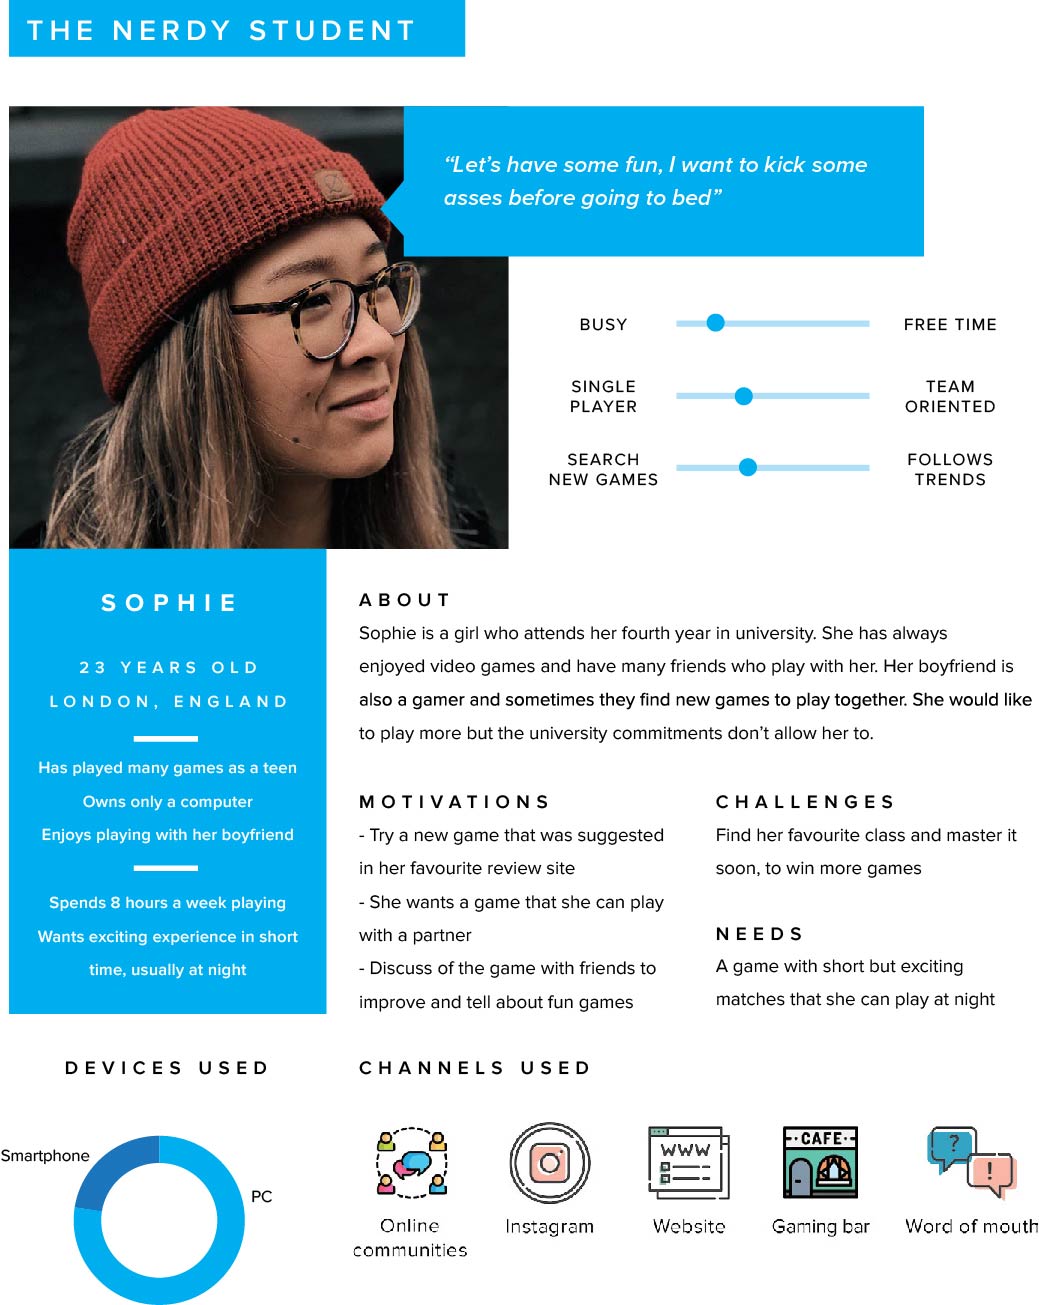 THE NERDY STUDENT
“Let’s have some fun, I want to kick some
asses before going to bed”
BUSY
FREE TIME
SINGLE
PLAYER
TEAM
ORIENTED
SEARCH
NEW GAMES
FOLLOWS
TRENDS
SOPHIE
23 YEARS OLD
LONDON, ENGLAND
Has played many games as a teen
Owns only a computer
Enjoys playing with her boyfriend
Spends 8 hours a week playing
Wants exciting experience in short
time, usually at night
ABOUT
Sophie is a girl who attends her fourth year in university. She has always
enjoyed video games and have many friends who play with her. Her boyfriend is
also a gamer and sometimes they find new games to play together. She would like
to play more but the university commitments don’t allow her to.
MOTIVATIONS
- Try a new game that was suggested
in her favourite review site
- She wants a game that she can play
with a partner
- Discuss of the game with friends to
improve and tell about fun games
CHALLENGES
Find her favourite class and master it
soon, to win more games
NEEDS
A game with short but exciting
matches that she can play at night
DEVICES USED
Smartphone
PC
CHANNELS USED
Online
communities
Instagram
WWW
Website
CAFE
Gaming bar
?
!
Word of mouth